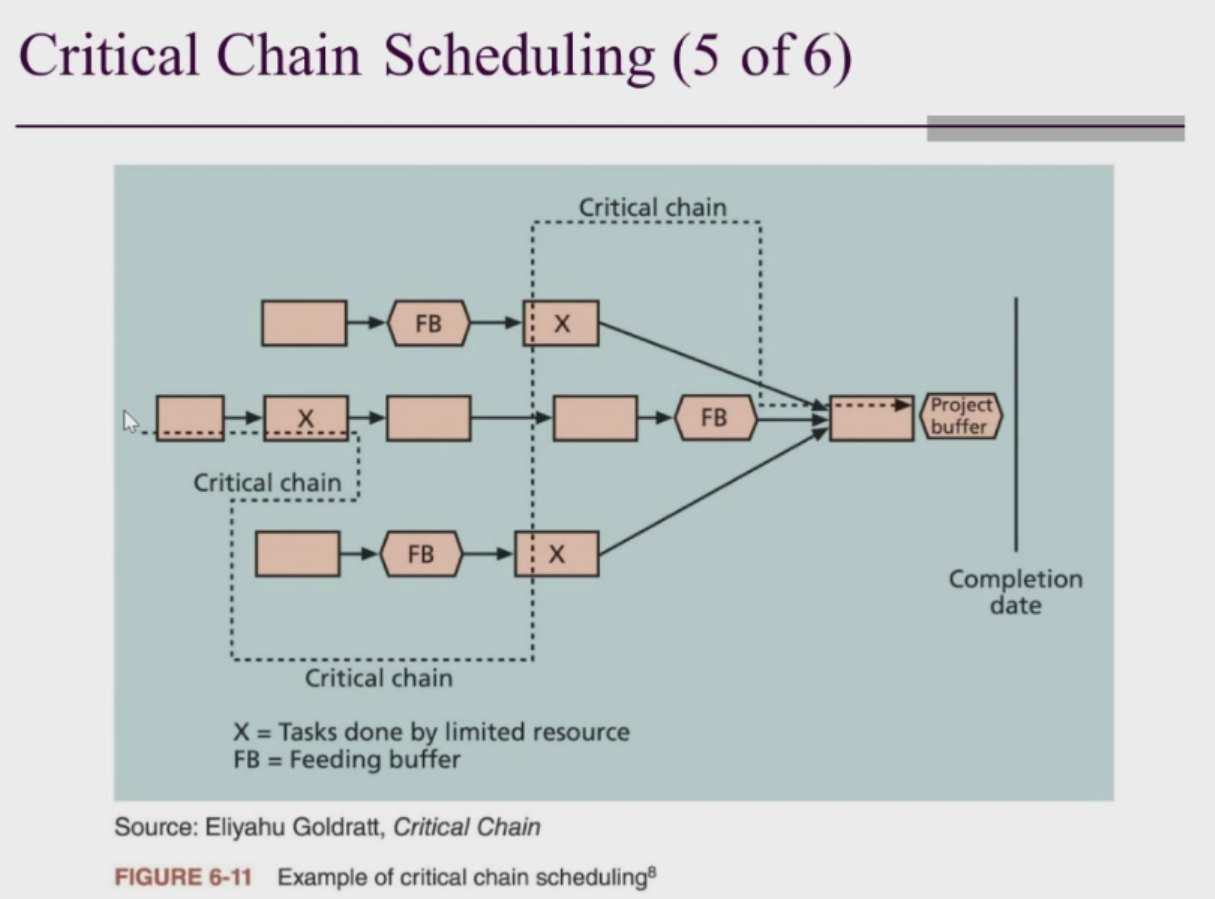 Critical Chain Scheduling (5 of 6)
Critical chain
FB
X
X
FB
Project
buffer
Critical chain
FB
X
Completion
date
Critical chain
X = Tasks done by limited resource
FB = Feeding buffer
Source: Eliyahu Goldratt, Critical Chain
FIGURE 6-11 Example of critical chain scheduling8